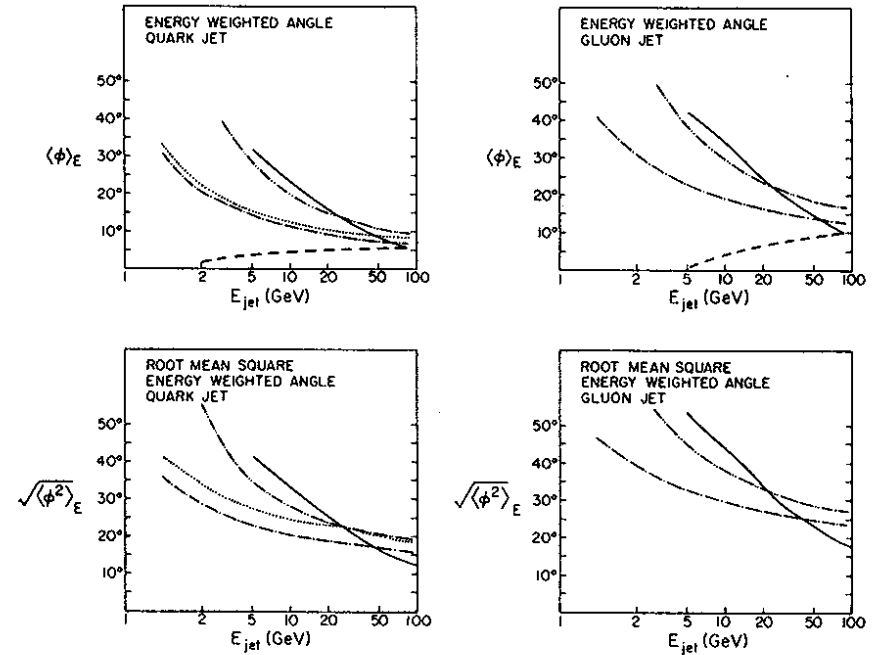 ENERGY WEIGHTED ANGLE
QUARK JET
50°
40°
⟨ϕ⟩E
30°
20°
10°
1 2 5 10 20 50 100
Ejet (GeV)
ENERGY WEIGHTED ANGLE
GLUON JET
50°
40°
⟨ϕ⟩E
30°
20°
10°
1 2 5 10 20 50 100
Ejet (GeV)
ROOT MEAN SQUARE
ENERGY WEIGHTED ANGLE
QUARK JET
50°
40°
√⟨ϕ²⟩E
30°
20°
10°
1 2 5 10 20 50 100
Ejet (GeV)
ROOT MEAN SQUARE
ENERGY WEIGHTED ANGLE
GLUON JET
50°
40°
√⟨ϕ²⟩E
30°
20°
10°
1 2 5 10 20 50 100
Ejet (GeV)